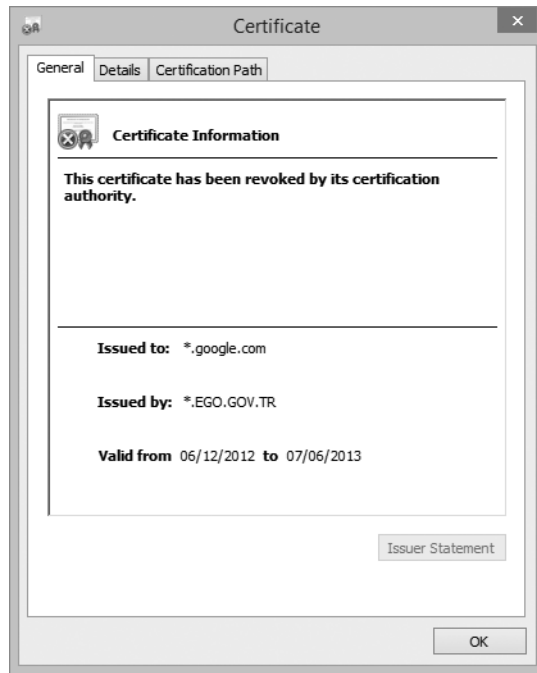 Certificate
General Details Certification Path
Certificate Information
This certificate has been revoked by its certification
authority.
Issued to: *.google.com
Issued by: *.EGO.GOV.TR
Valid from 06/12/2012 to 07/06/2013
Issuer Statement
OK